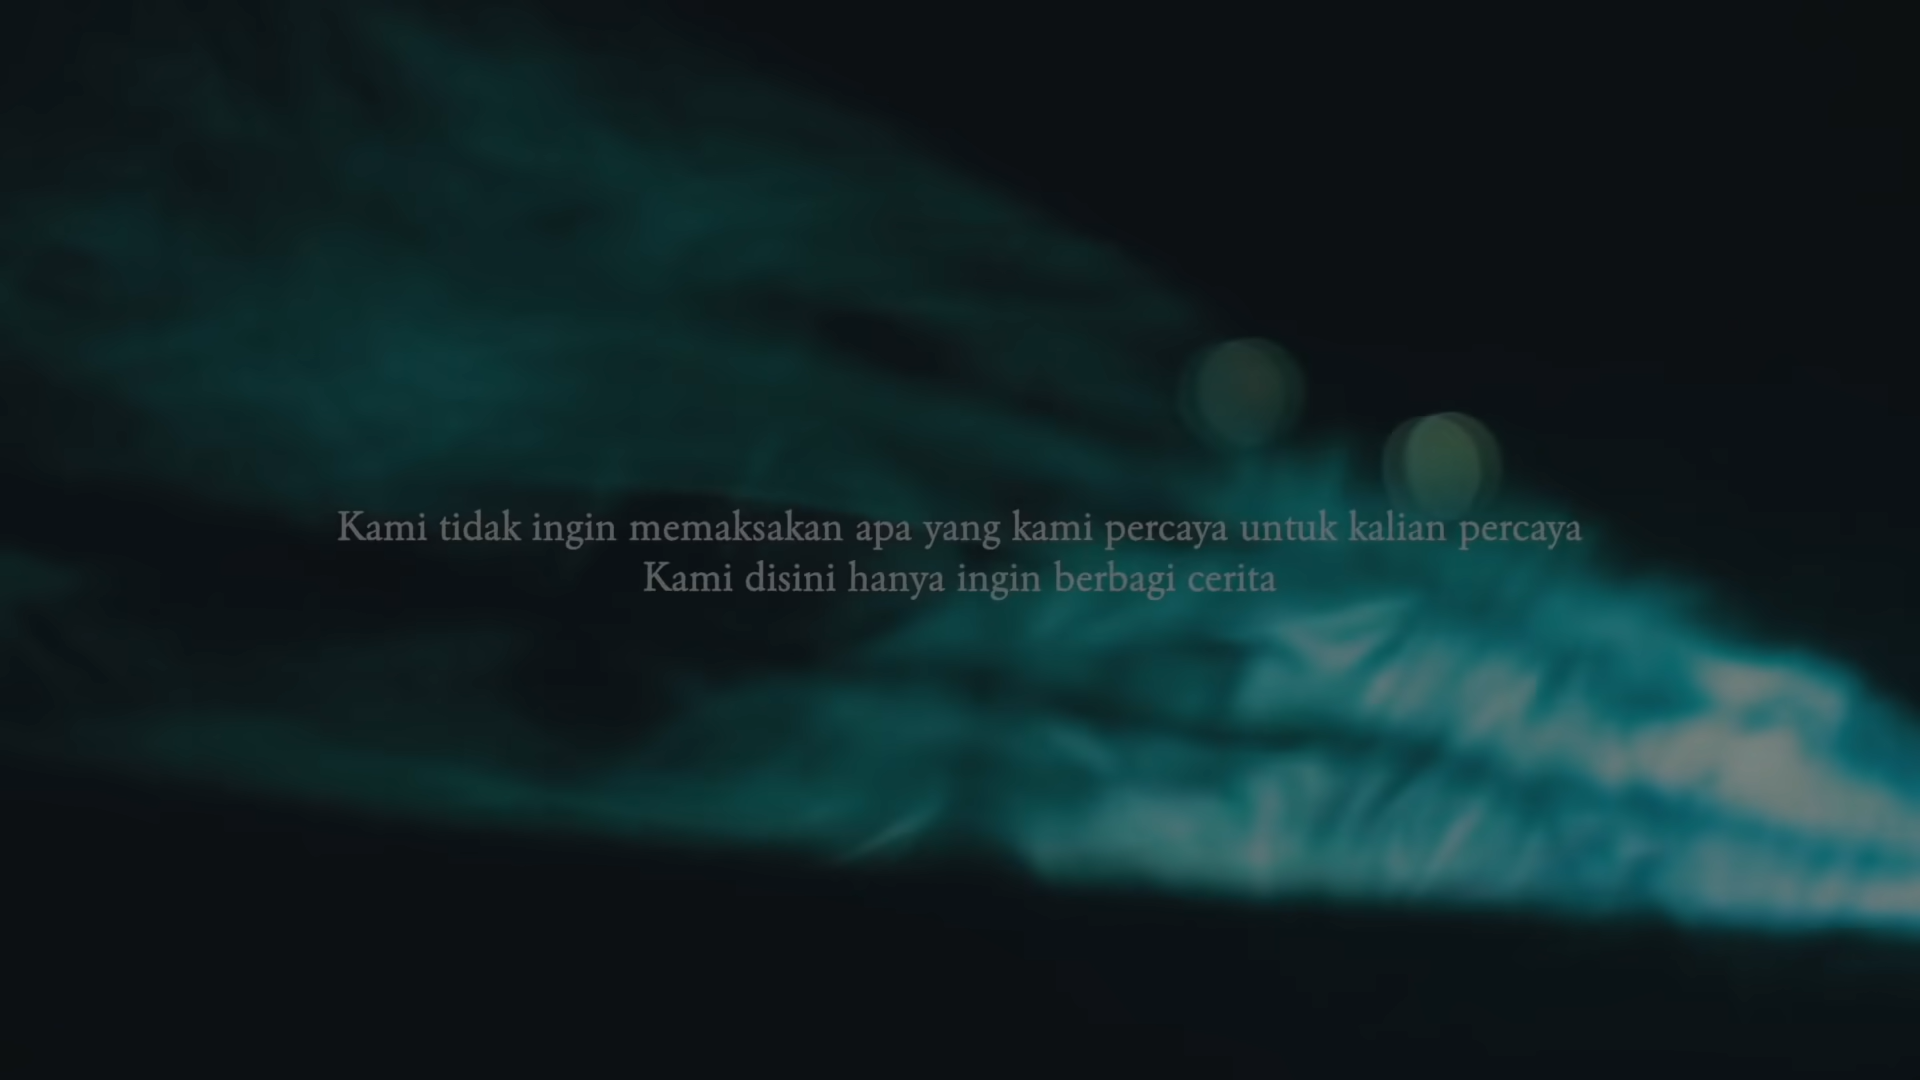 Kami tidak ingin memaksakan apa yang kami percaya untuk kalian percaya
Kami disini hanya ingin berbagi cerita